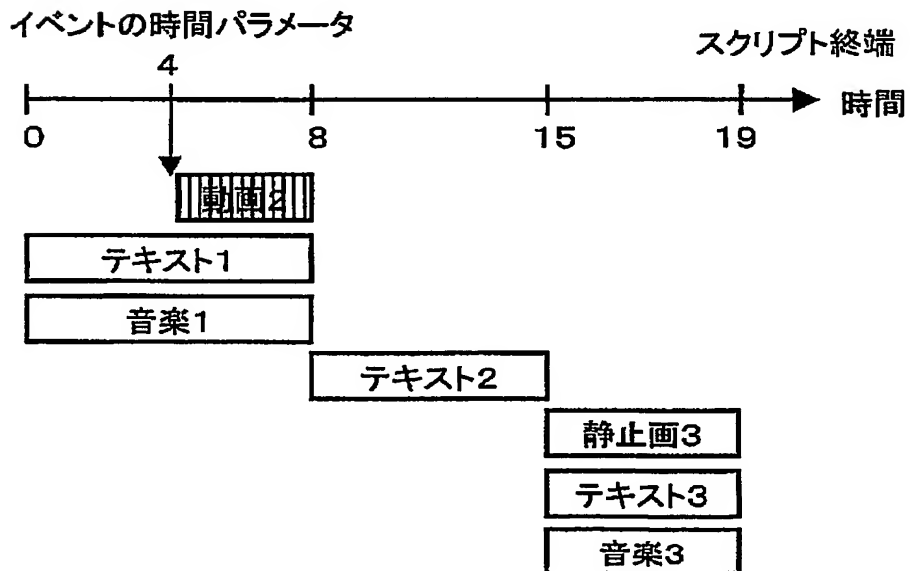 イベントの時間パラメータ
スクリプト終端
4
時間
0 8 15 19
動画2
テキスト1
音楽1
テキスト2
静止画3
テキスト3
音楽3